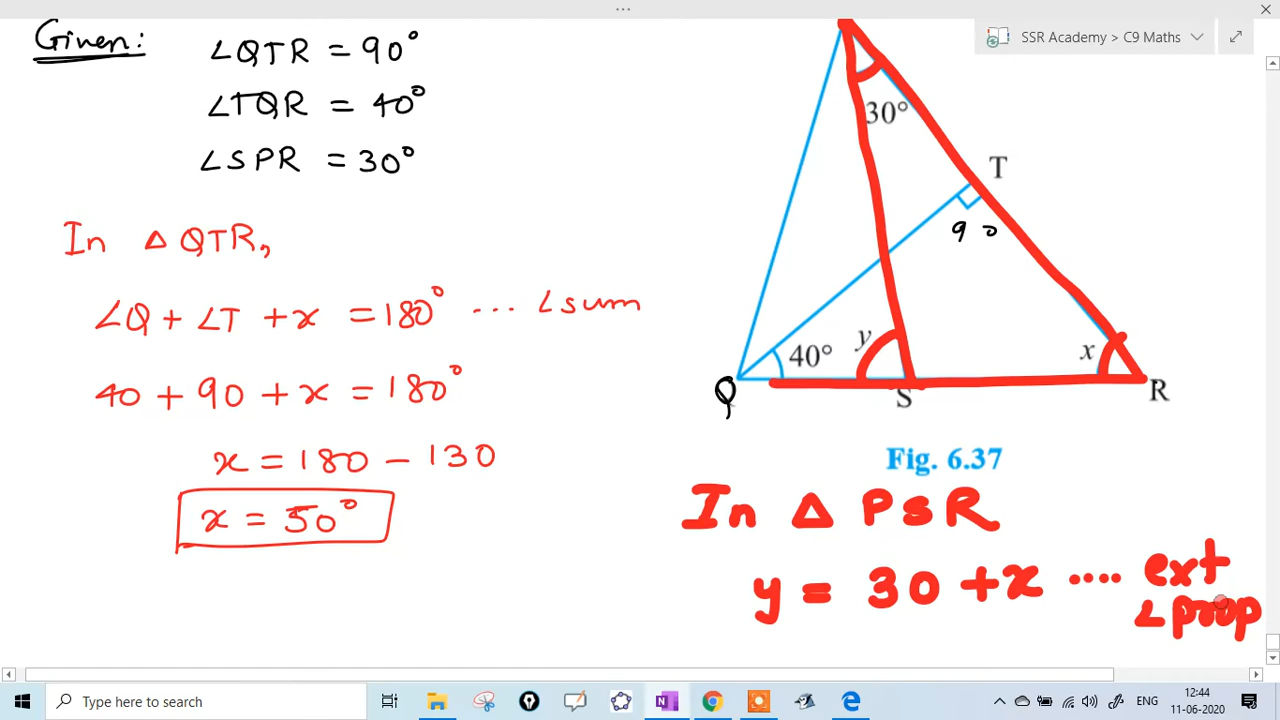 SSR Academy > C9 Maths
Given:
∠QTR = 90°
∠TQR = 40°
∠SPR = 30°
In Δ QTR,
∠Q + ∠T + x = 180° ... ∠sum
40 + 90 + x = 180°
x = 180 - 130
x = 50°
30°
T
90
y
40°
x
Q
S
R
Fig. 6.37
In Δ PSR
y = 30 + x .... ext
∠prop
Type here to search
ENG
12:44
11-06-2020